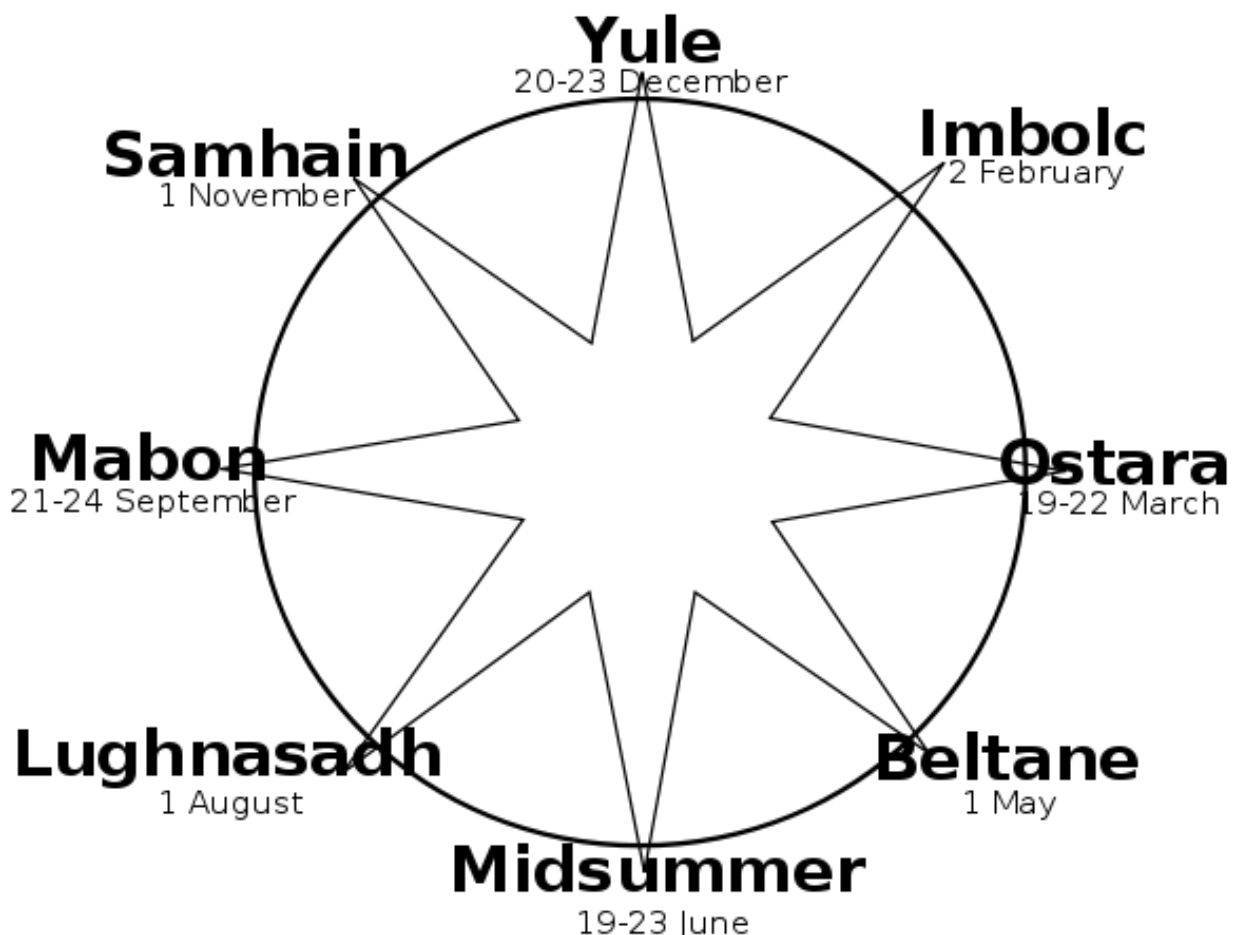 Yule
20-23 December
Imbolc
2 February
Samhain
1 November
Ostara
19-22 March
Mabon
21-24 September
Lughnasadh
1 August
Beltane
1 May
Midsummer
19-23 June